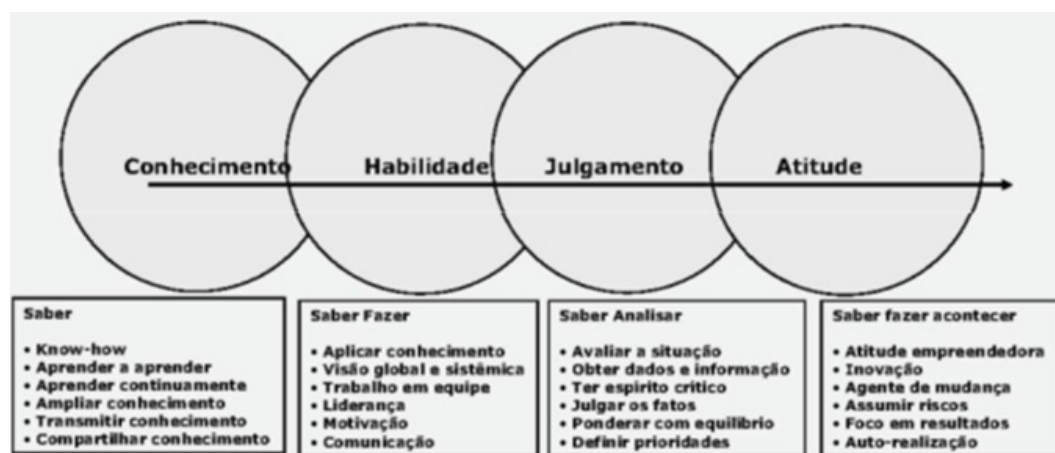 Conhecimento Habilidade Julgamento Atitude
Saber
• Know-how
• Aprender a aprender
• Aprender continuamente
• Ampliar conhecimento
• Transmitir conhecimento
• Compartilhar conhecimento
Saber Fazer
• Aplicar conhecimento
• Visão global e sistêmica
• Trabalho em equipe
• Liderança
• Motivação
• Comunicação
Saber Analisar
• Avaliar a situação
• Obter dados e informação
• Ter espirito critico
• Julgar os fatos
• Ponderar com equilíbrio
• Definir prioridades
Saber fazer acontecer
• Atitude empreendedora
• Inovação
• Agente de mudança
• Assumir riscos
• Foco em resultados
• Auto-realização